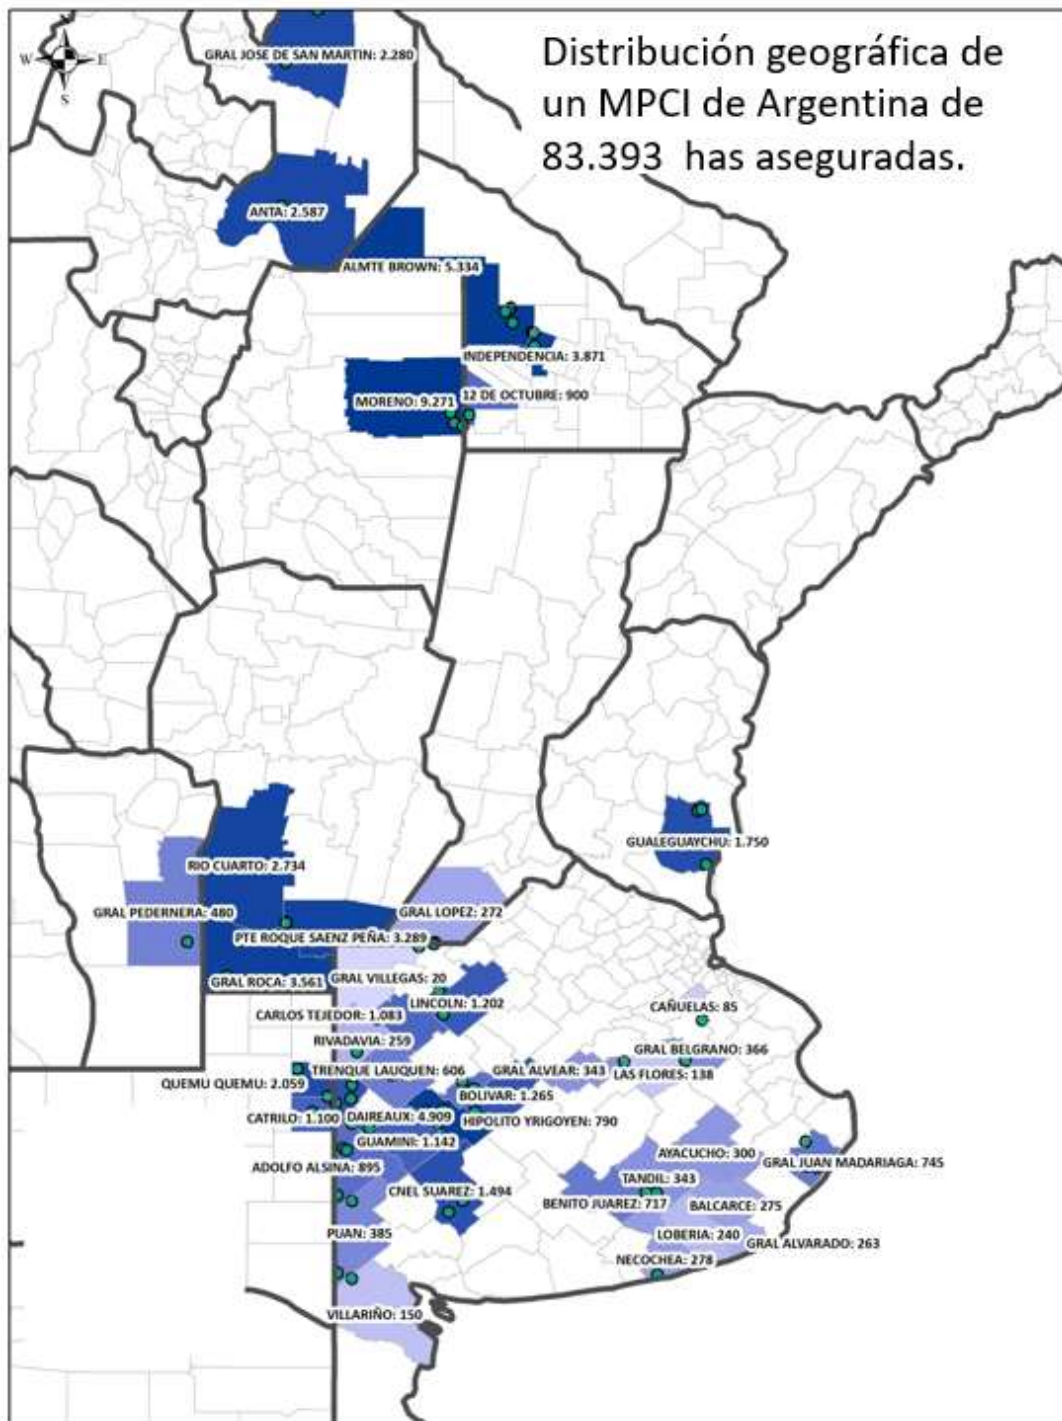 Distribución geográfica de
un MPCI de Argentina de
83.393 has aseguradas.
N
W
E
S
GRAL JOSE DE SAN MARTIN: 2.280
ANTA: 2.587
ALMTE BROWN: 5.334
INDEPENDENCIA: 3.871
12 DE OCTUBRE: 900
MORENO: 9.271
GUALEGUAYCHU: 1.750
RIO CUARTO: 2.734
GRAL PEDERNERA: 480
GRAL LOPEZ: 272
PTE ROQUE SAENZ PEÑA: 3.289
GRAL ROCA: 3.561
GRAL VILLEGAS: 20
LINCOLN: 1.202
CARLOS TEJEDOR: 1.083
CAÑUELAS: 85
RIVADAVIA: 259
GRAL BELGRANO: 366
TRENQUE LAUQUEN: 606
GRAL ALVEAR: 343
LAS FLORES: 138
QUEMU QUEMU: 2.059
BOLIVAR: 1.265
CATRILO: 1.100
DAIREAUX: 4.909
HIPOLITO YRIGOYEN: 790
GUAMINI: 1.142
AYACUCHO: 300
GRAL JUAN MADARIAGA: 745
ADOLFO ALSINA: 895
TANDIL: 343
CNEL SUAREZ: 1.494
BENITO JUAREZ: 717
BALCARCE: 275
PUAN: 385
LOBERIA: 240
GRAL ALVARADO: 263
NECOCHEA: 278
VILLARIÑO: 150